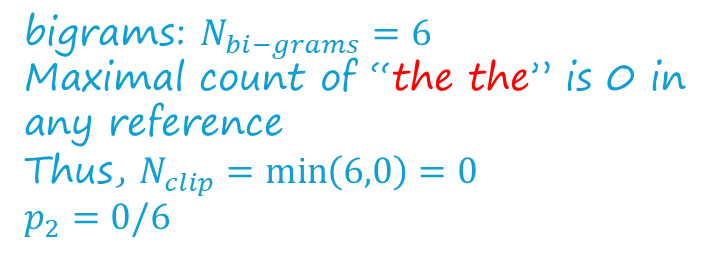 bigrams: N_{bi-grams} = 6
Maximal count of “the the” is 0 in
any reference
Thus, N_{clip} = min(6,0) = 0
p_2 = 0/6